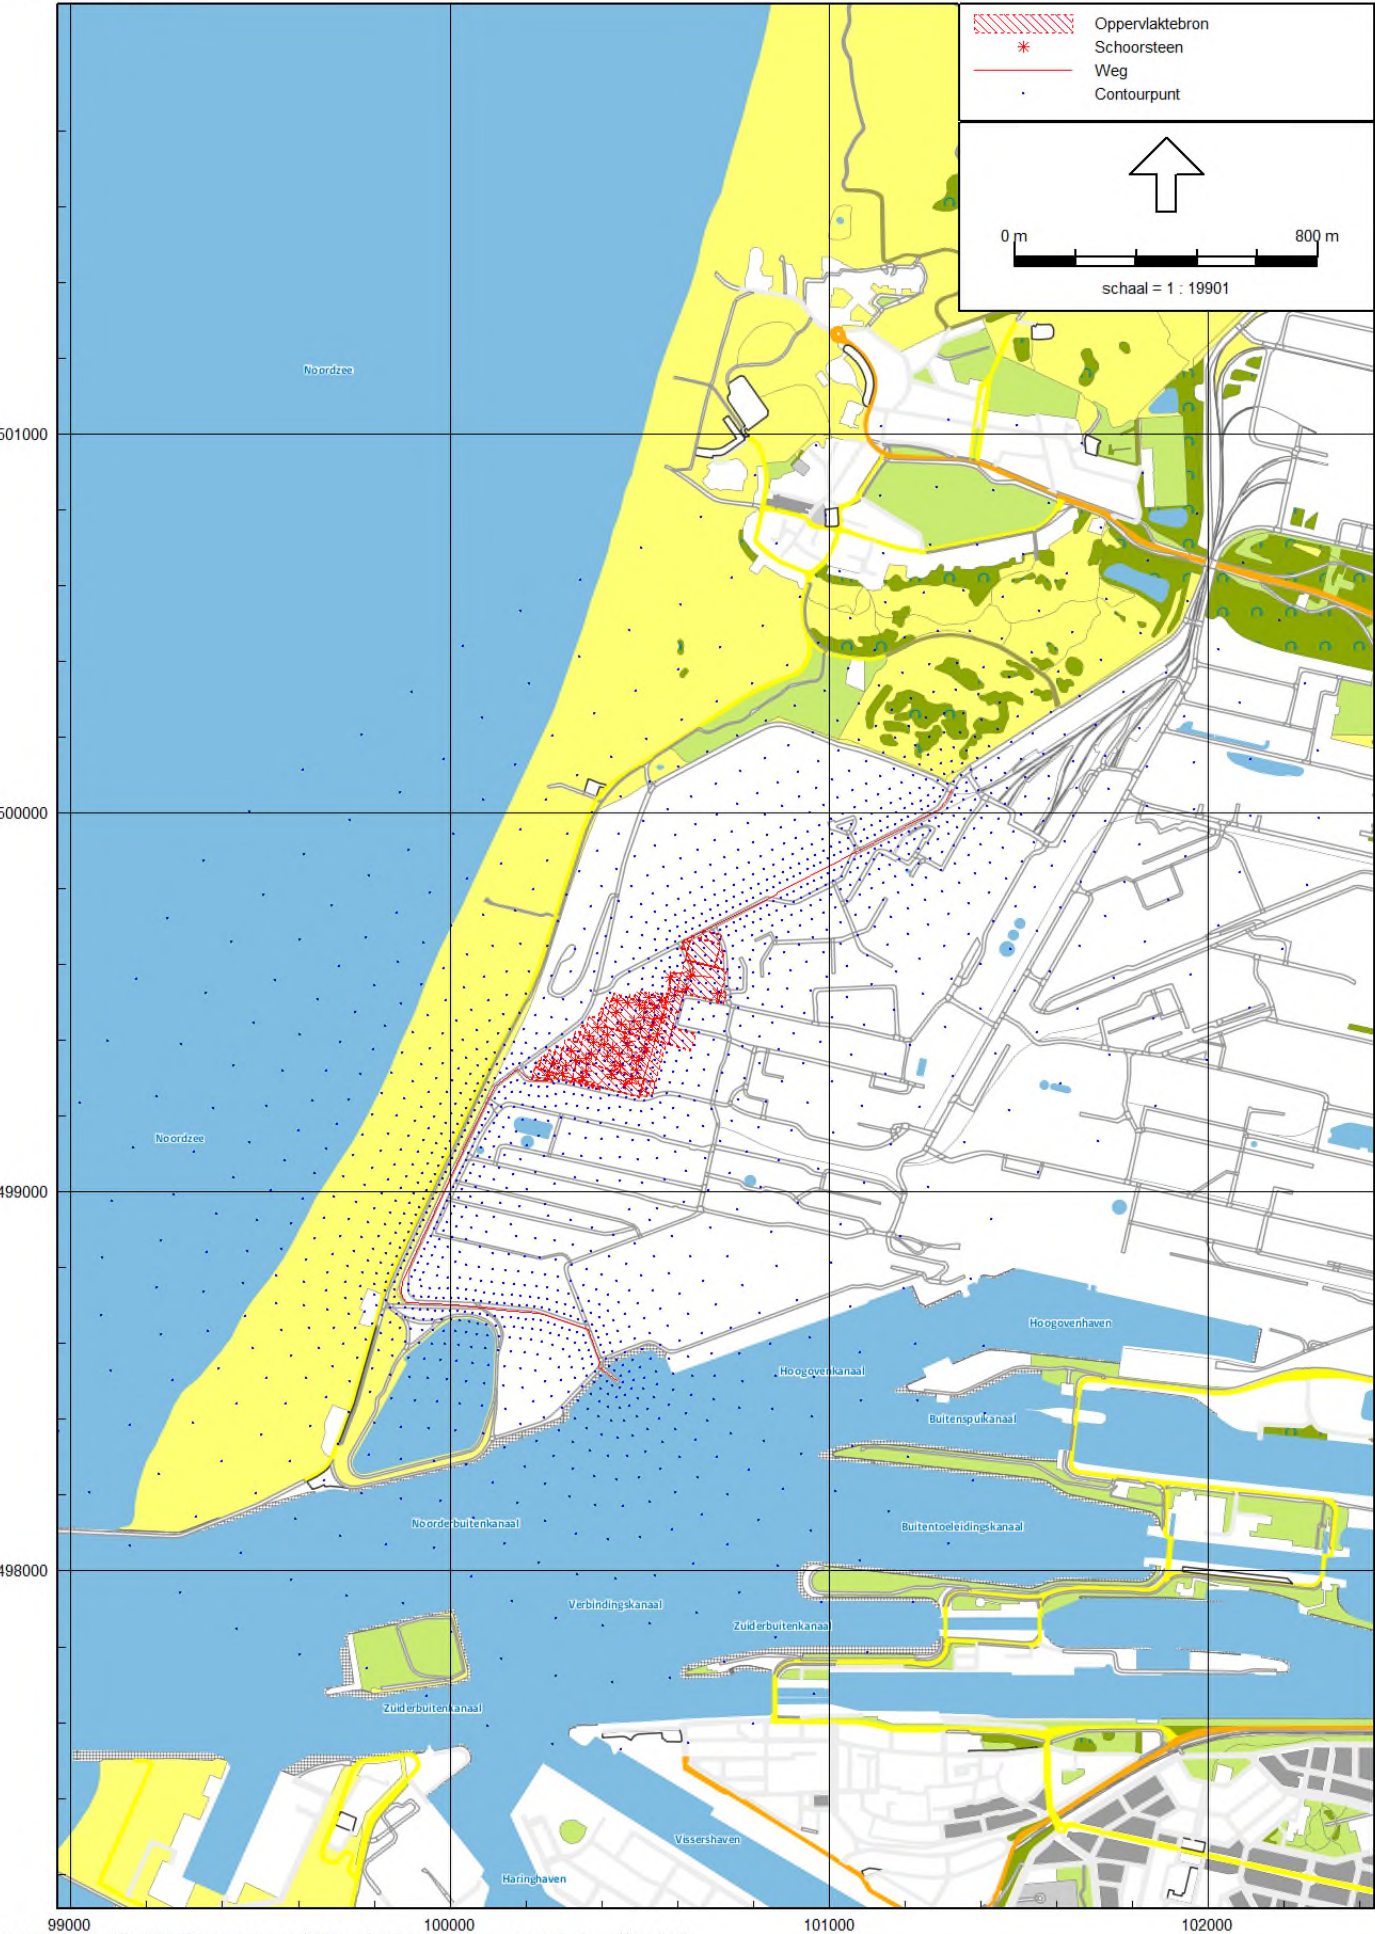 Oppervlaktebron
Schoorsteen
Weg
Contourpunt
0 m 800 m
schaal = 1 : 19901
Noordzee
501000
500000
Noordzee
499000
Hoogovenhaven
Hoogovenkanaal
Buitenspuikanaal
Noorderbuitenkanaal
Buitentoeleidingskanaal
498000
Verbindingskanaal
Zuiderbuitenkanaal
Zuiderbuitenkanaal
Vissershaven
Haringhaven
99000 100000 101000 102000